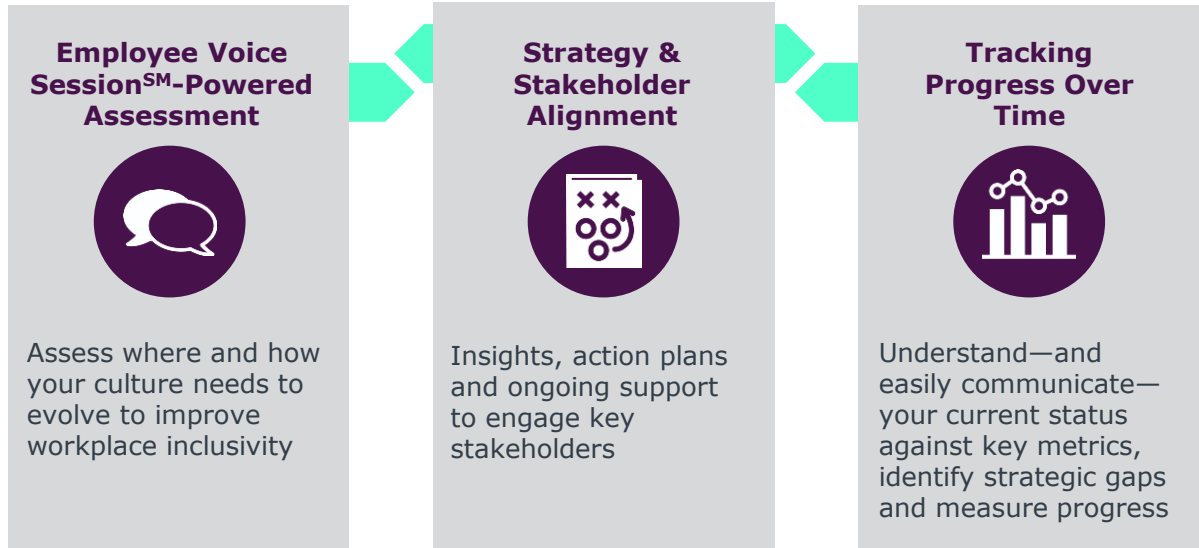 Employee Voice
Session℠-Powered
Assessment
Assess where and how
your culture needs to
evolve to improve
workplace inclusivity
Strategy &
Stakeholder
Alignment
Insights, action plans
and ongoing support
to engage key
stakeholders
Tracking
Progress Over
Time
Understand—and
easily communicate—
your current status
against key metrics,
identify strategic gaps
and measure progress